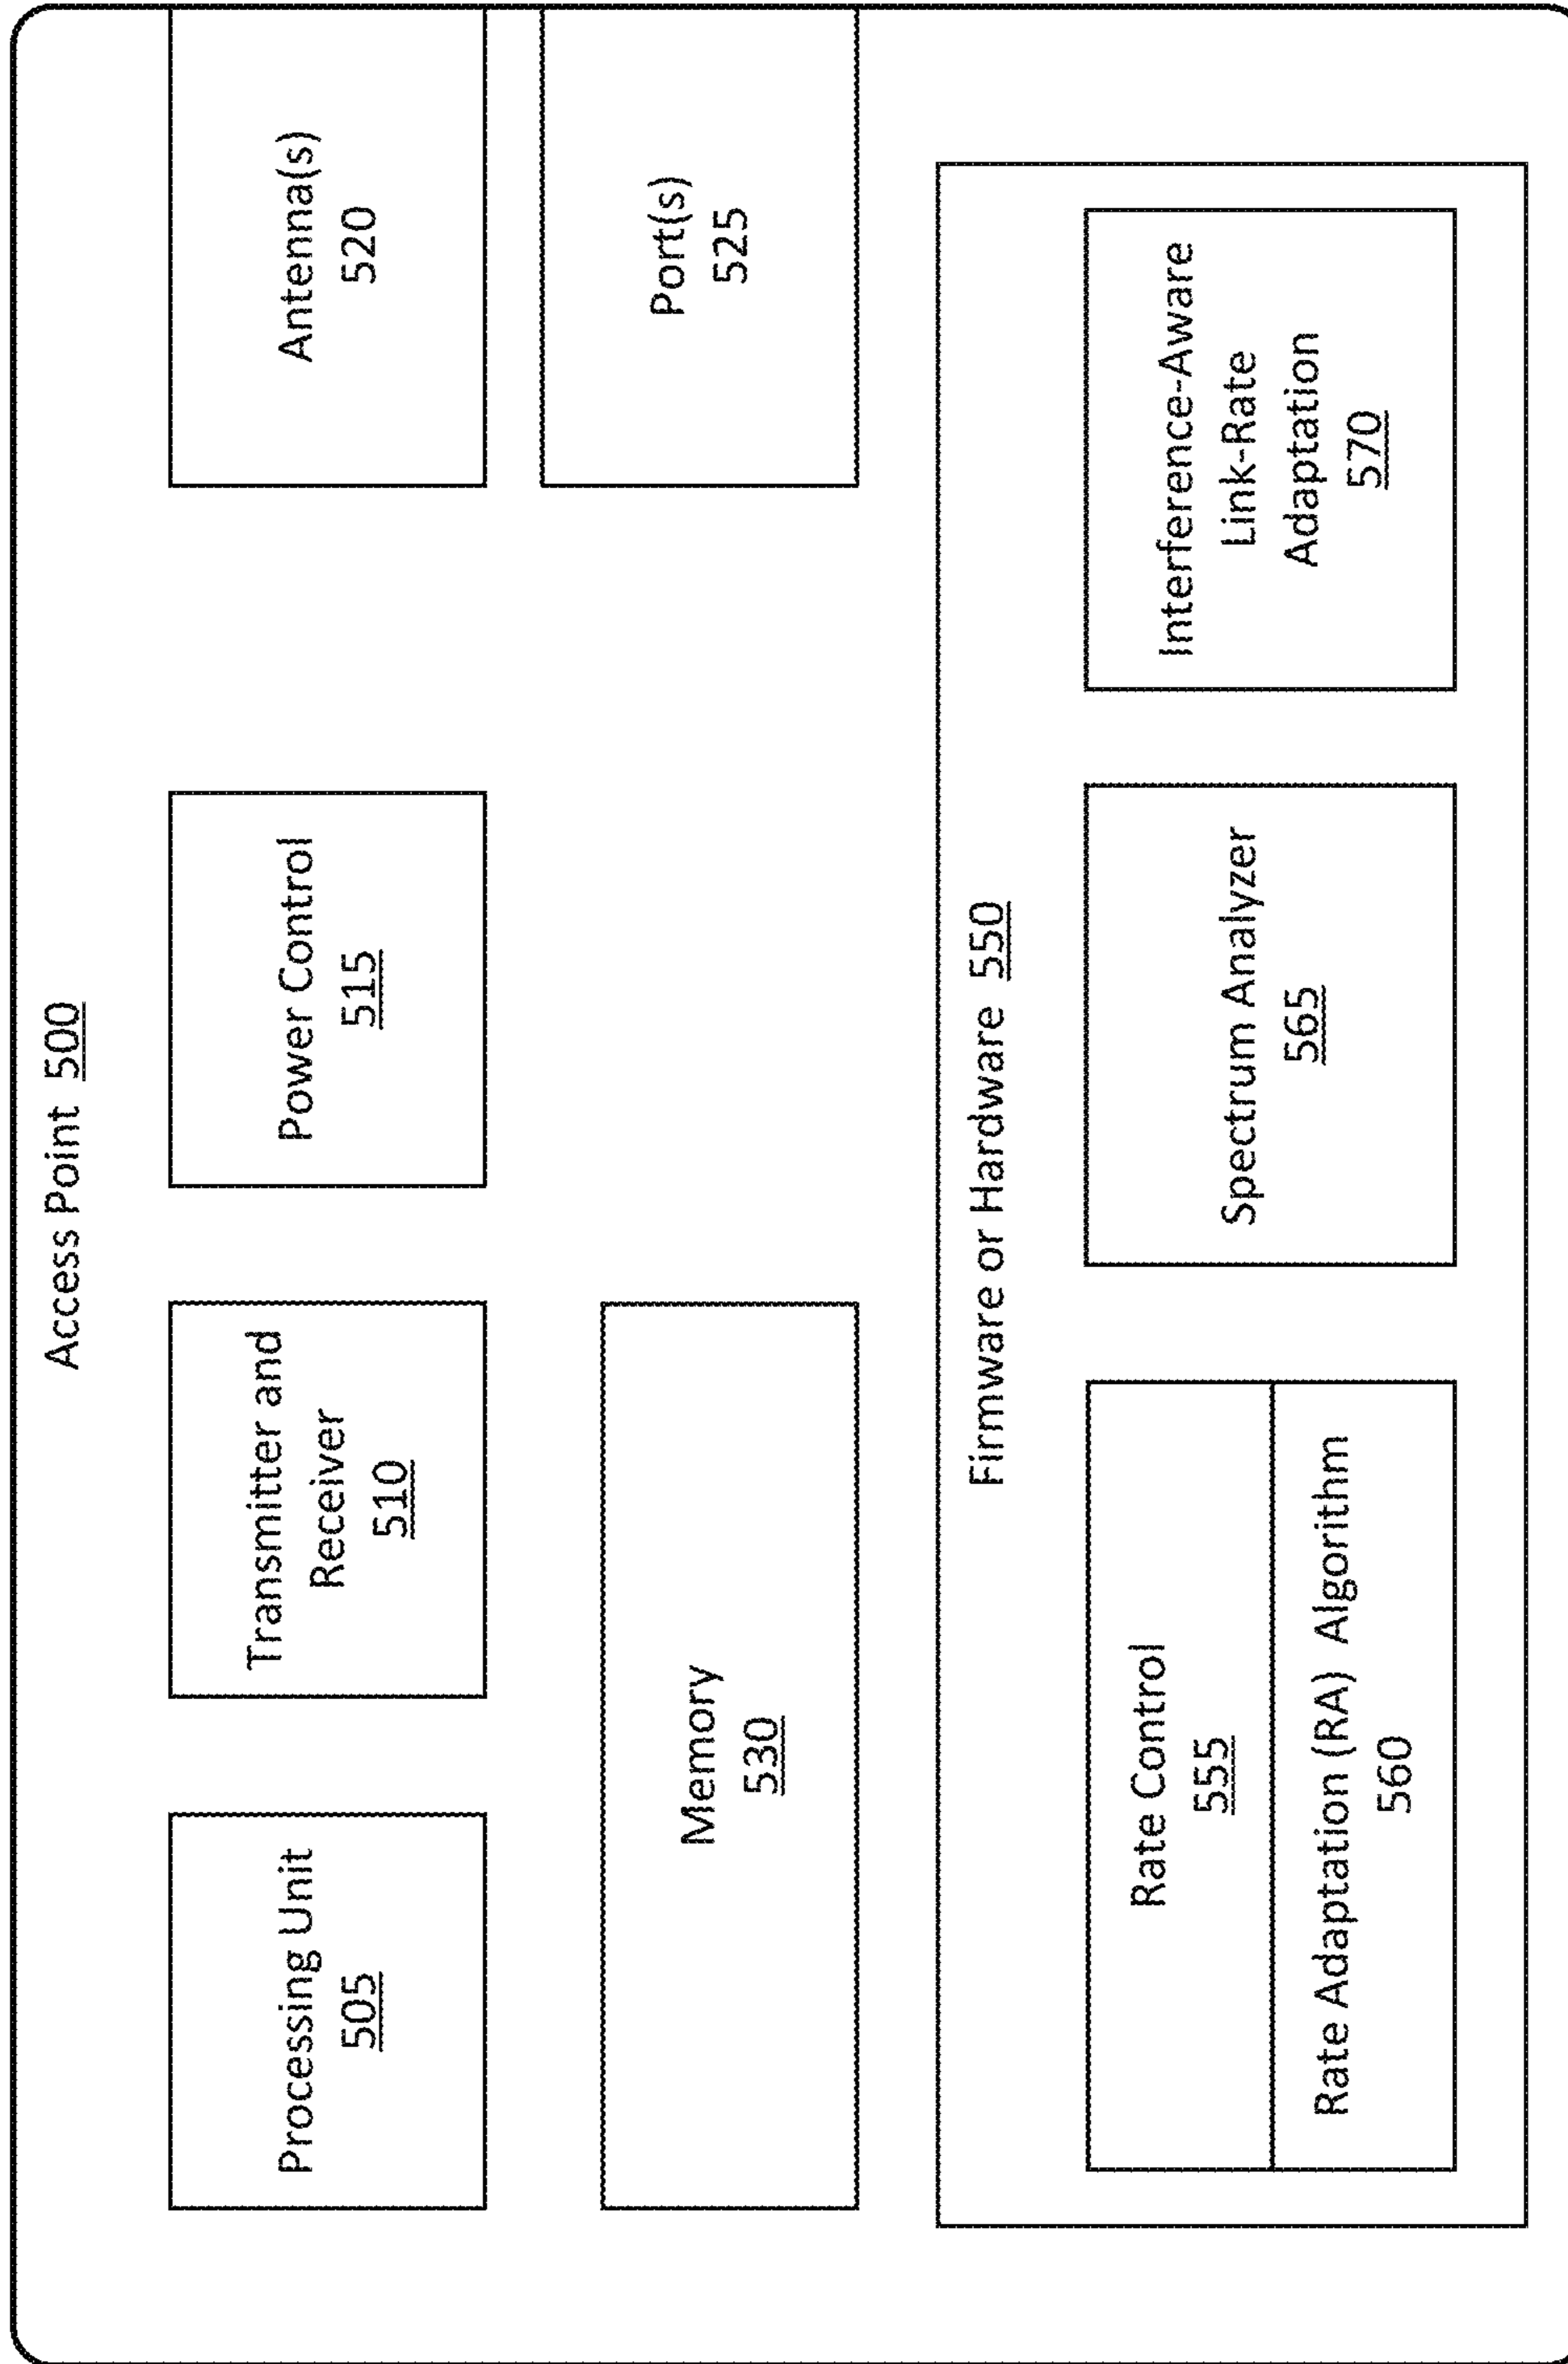 Access Point 500
Processing Unit
505
Transmitter and
Receiver
510
Power Control
515
Antenna(s)
520
Memory
530
Port(s)
525
Firmware or Hardware 550
Rate Control
555
Rate Adaptation (RA) Algorithm
560
Spectrum Analyzer
565
Interference-Aware
Link-Rate
Adaptation
570